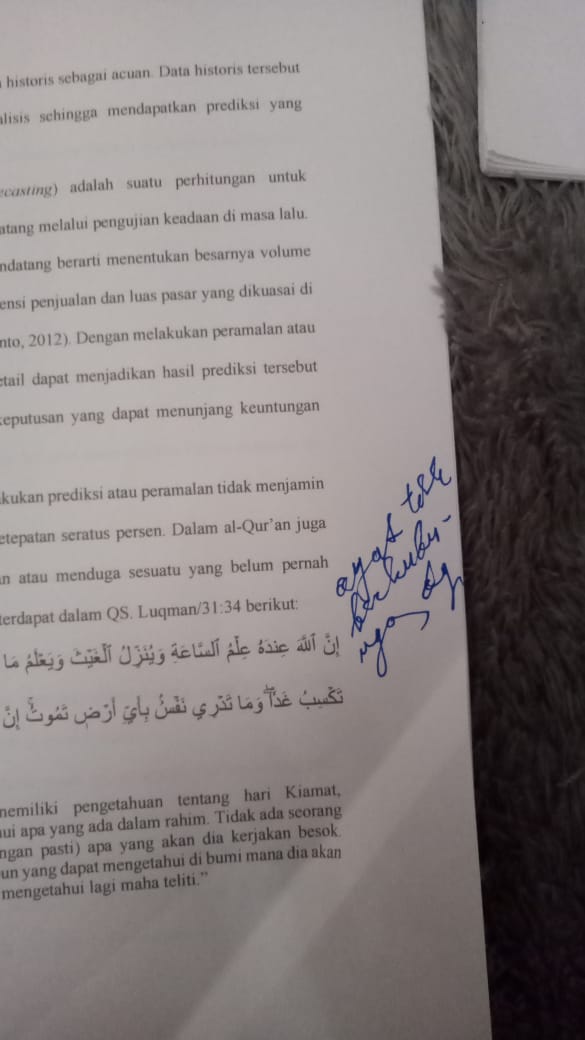 historis sebagai acuan. Data historis tersebut
alisis sehingga mendapatkan prediksi yang
ecasting) adalah suatu perhitungan untuk
atang melalui pengujian keadaan di masa lalu.
ndatang berarti menentukan besarnya volume
ensi penjualan dan luas pasar yang dikuasai di
nto, 2012). Dengan melakukan peramalan atau
etail dapat menjadikan hasil prediksi tersebut
keputusan yang dapat menunjang keuntungan
akukan prediksi atau peramalan tidak menjamin
etepatan seratus persen. Dalam al-Qur’an juga
an atau menduga sesuatu yang belum pernah
terdapat dalam QS. Luqman/31:34 berikut:
إِنَّ ٱللَّهَ عِندَهُۥ عِلْمُ ٱلسَّاعَةِ وَيُنَزِّلُ ٱلْغَيْثَ وَيَعْلَمُ مَا
تَكْسِبُ غَدًا ۖ وَمَا تَدْرِى نَفْسٌۢ بِأَىِّ أَرْضٍ تَمُوتُ ۚ إِنَّ
memiliki pengetahuan tentang hari Kiamat,
hui apa yang ada dalam rahim. Tidak ada seorang
ngan pasti) apa yang akan dia kerjakan besok.
un yang dapat mengetahui di bumi mana dia akan
mengetahui lagi maha teliti.”
ayat